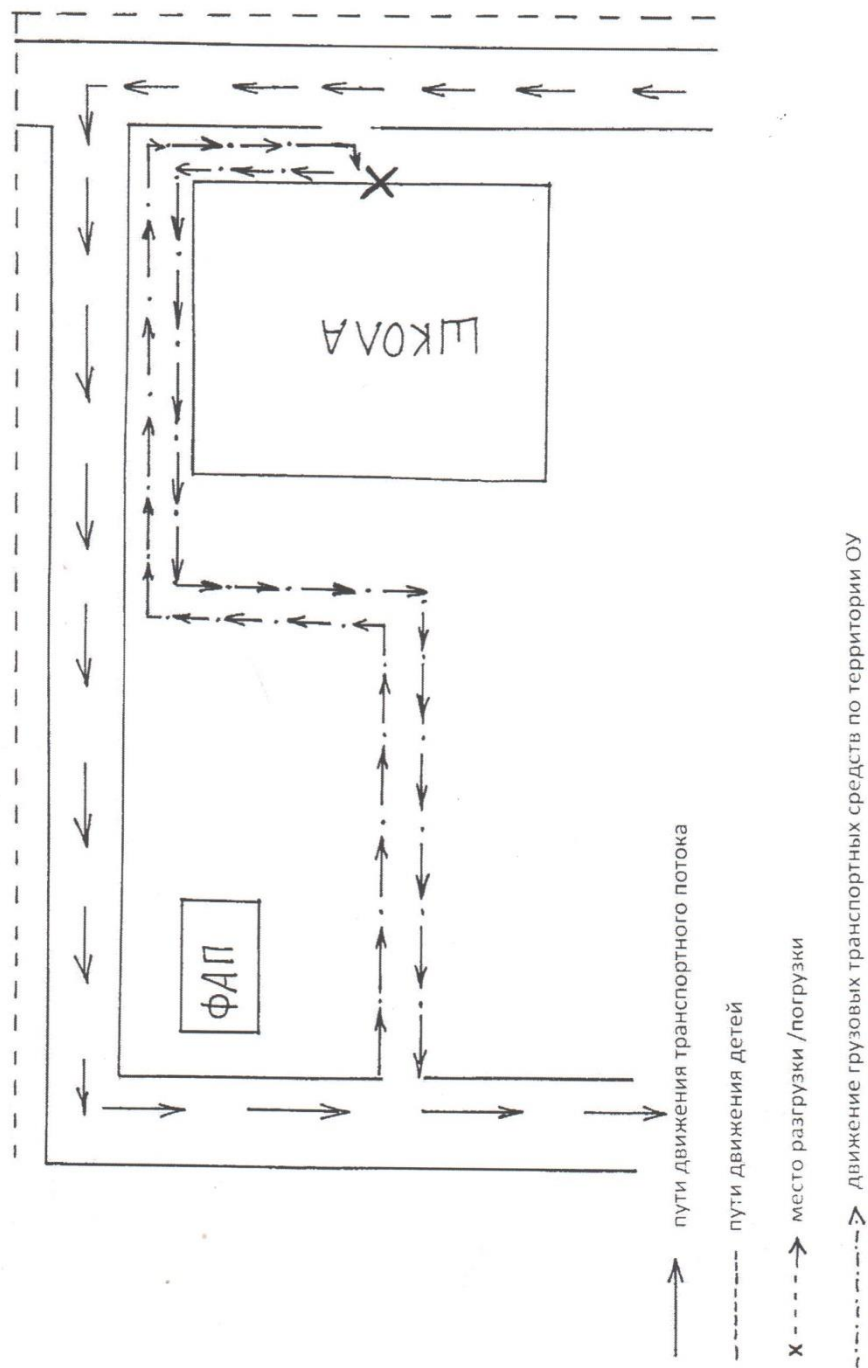 ШКОЛА
ФАП
пути движения транспортного потока
пути движения детей
Х место разгрузки /погрузки
движение грузовых транспортных средств по территории ОУ